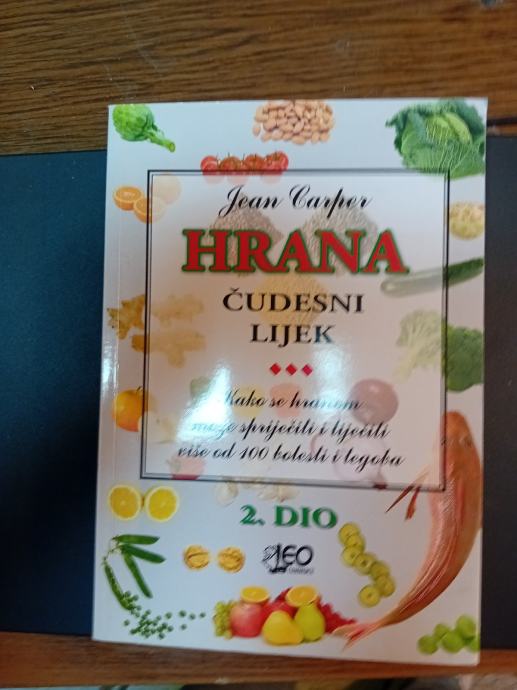 Jean Carper
HRANA
ČUDESNI
LIJEK
Kako se hranom
može spriječiti i liječiti
više od 100 bolesti i tegoba
2. DIO
LEO